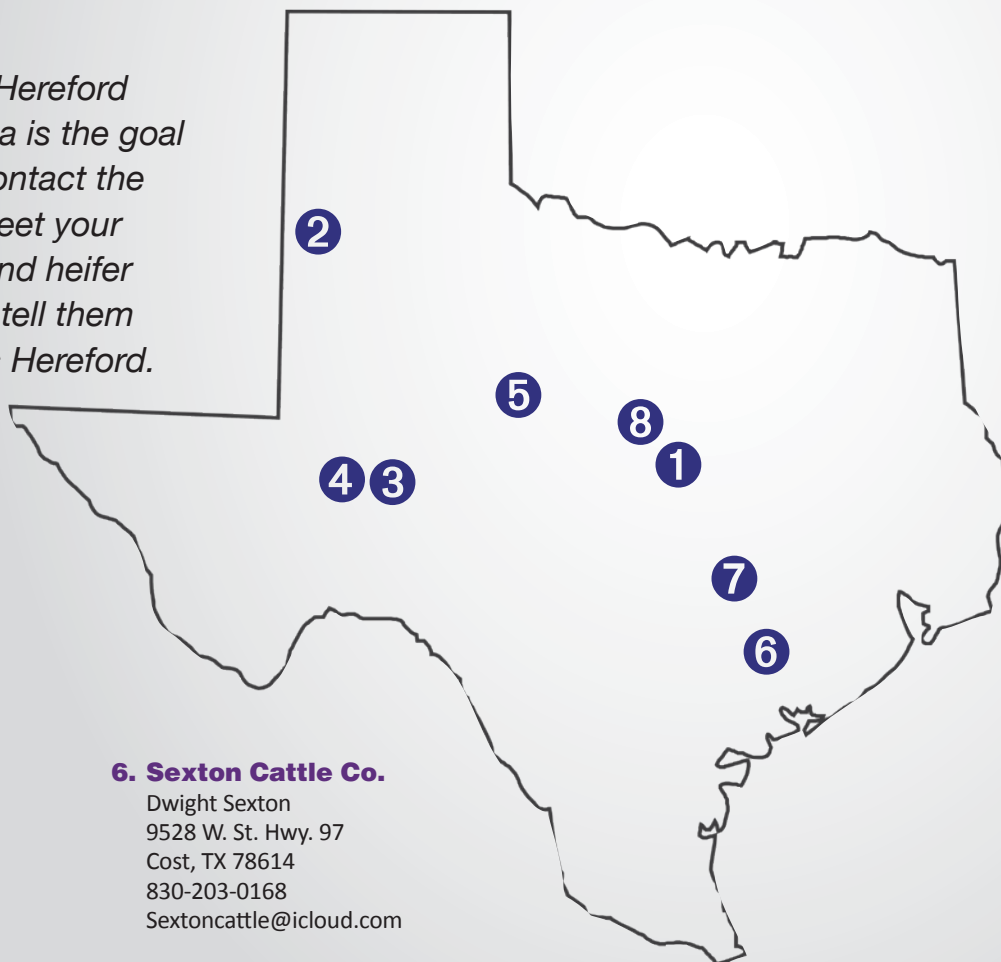 Hereford
a is the goal
ontact the
eet your
nd heifer
tell them
Hereford.
2
5
8
1
4 3
7
6
6. Sexton Cattle Co.
Dwight Sexton
9528 W. St. Hwy. 97
Cost, TX 78614
830-203-0168
Sextoncattle@icloud.com